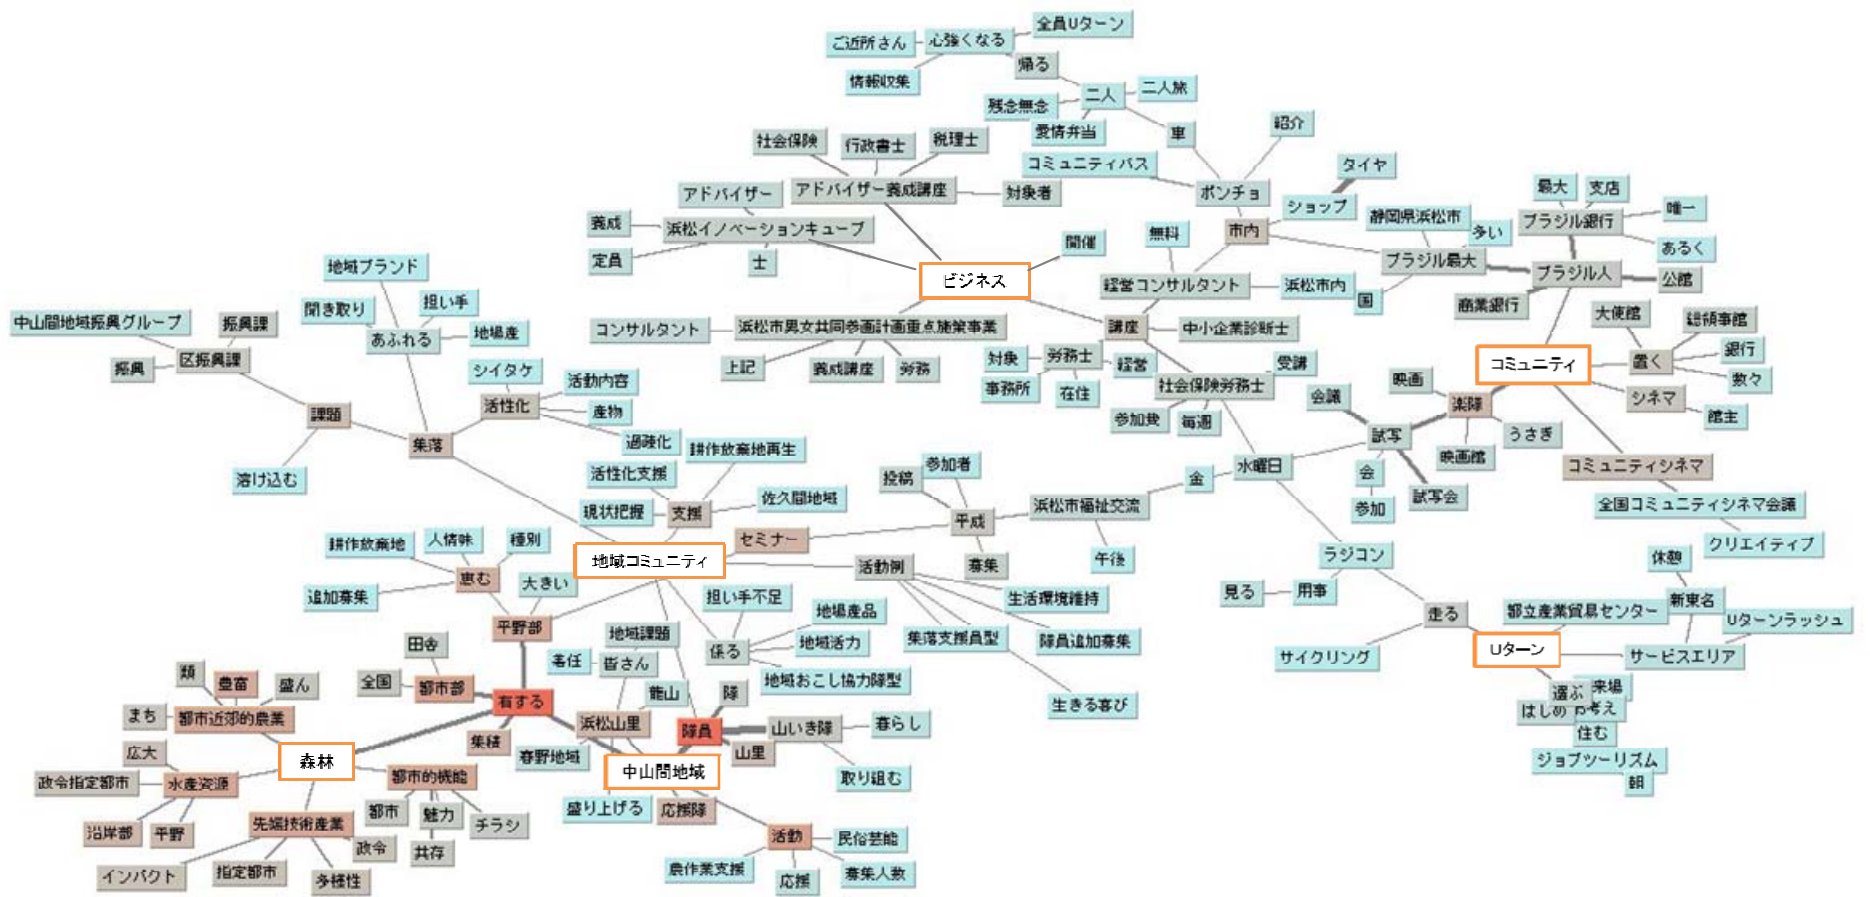 全員Uターン
ご近所さん
心強くなる
情報収集
帰る
二人
二人旅
残念無念
愛情弁当
車
紹介
社会保険
行政書士
税理士
コミュニティバス
タイヤ
アドバイザー
アドバイザー養成講座
対象者
ポンチョ
ショップ
最大
支店
唯一
静岡県浜松市
ブラジル銀行
養成
浜松イノベーションキューブ
開催
無料
市内
多い
あるく
定員
士
ビジネス
経営コンサルタント
浜松市内
国
ブラジル最大
ブラジル人
公館
商業銀行
地域ブランド
聞き取り
担い手
地場産
あふれる
中山間地域振興グループ
振興課
区振興課
振興
コンサルタント
浜松市男女共同参画計画重点施策事業
講座
中小企業診断士
大使館
総領事館
銀行
置く
数々
コミュニティ
上記
養成講座
労務
対象
労務士
経営
受講
事務所
在住
社会保険労務士
参加費
毎週
シイタケ
活動内容
活性化
産物
過疎化
課題
集落
溶け込む
映画
会議
楽隊
シネマ
館主
試写
うさぎ
映画館
コミュニティシネマ
会
参加
試写会
全国コミュニティシネマ会議
クリエイティブ
耕作放棄地再生
活性化支援
佐久間地域
現状把握
支援
投稿
参加者
平成
募集
浜松市福祉交流
金
水曜日
午後
セミナー
地域コミュニティ
活動例
生活環境維持
集落支援員型
隊員追加募集
生きる喜び
耕作放棄地
人情味
種別
恵む
追加募集
大きい
平野部
担い手不足
地場産品
地域活力
係る
地域おこし協力隊型
地域課題
着任
皆さん
龍山
ラジコン
見る
用事
走る
休憩
都立産業貿易センター
新東名
Uターンラッシュ
サイクリング
Uターン
サービスエリア
選ぶ
来場
はじめ
考え
住む
ジョブツーリズム
朝
田舎
全国
都市部
有する
集積
類
豊富
盛ん
まち
都市近郊的農業
広大
政令指定都市
水産資源
沿岸部
平野
森林
都市的機能
都市
魅力
チラシ
共存
先端技術産業
政令
インパクト
指定都市
多様性
浜松山里
春野地域
隊員
隊
山いき隊
暮らし
山里
取り組む
中山間地域
盛り上げる
応援隊
活動
民俗芸能
農作業支援
応援
募集人数